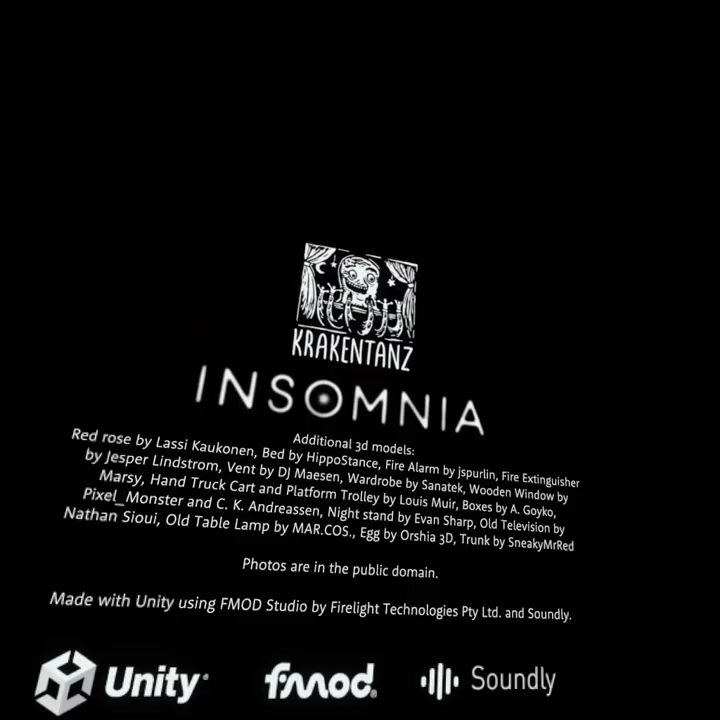 KRAKENTANZ
INSOMNIA
Additional 3d models:
Red rose by Lassi Kaukonen, Bed by HippoStance, Fire Alarm by jspurlin, Fire Extinguisher
by Jesper Lindstrom, Vent by DJ Maesen, Wardrobe by Sanatek, Wooden Window by
Marsy, Hand Truck Cart and Platform Trolley by Louis Muir, Boxes by A. Goyko,
Pixel_Monster and C. K. Andreassen, Night stand by Evan Sharp, Old Television by
Nathan Sioui, Old Table Lamp by MAR.COS., Egg by Orshia 3D, Trunk by SneakyMrRed
Photos are in the public domain.
Made with Unity using FMOD Studio by Firelight Technologies Pty Ltd. and Soundly.
Unity fmod Soundly